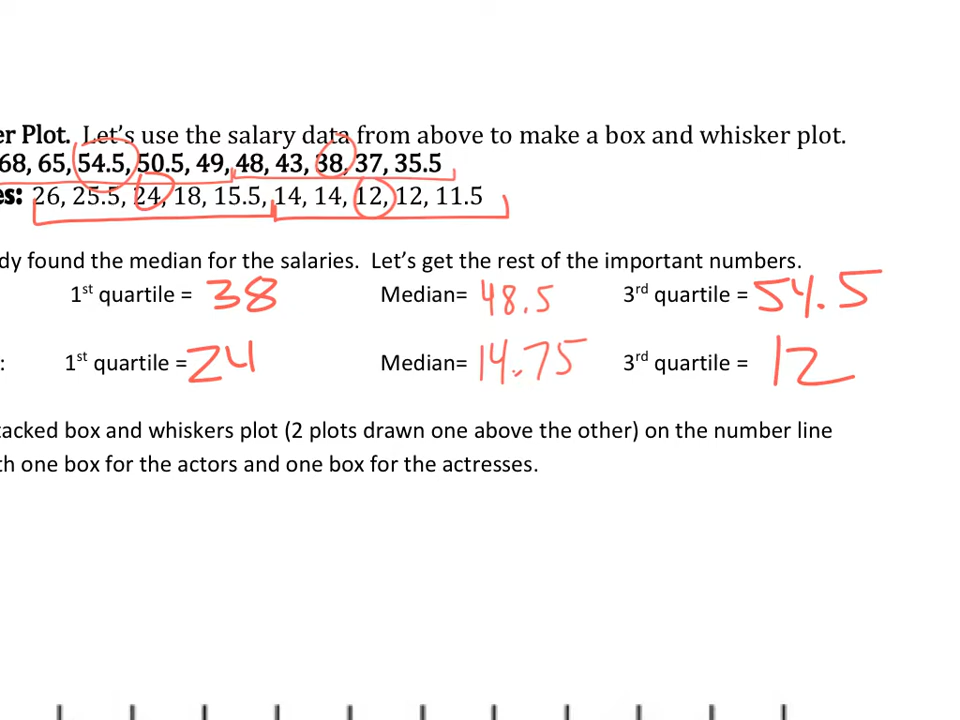 er Plot. Let's use the salary data from above to make a box and whisker plot.
68, 65, 54.5, 50.5, 49, 48, 43, 38, 37, 35.5
es: 26, 25.5, 24, 18, 15.5, 14, 14, 12, 12, 11.5
dy found the median for the salaries. Let's get the rest of the important numbers.
1st quartile = 38 Median= 48.5 3rd quartile = 54.5
: 1st quartile = 24 Median= 14.75 3rd quartile = 12
tacked box and whiskers plot (2 plots drawn one above the other) on the number line
th one box for the actors and one box for the actresses.